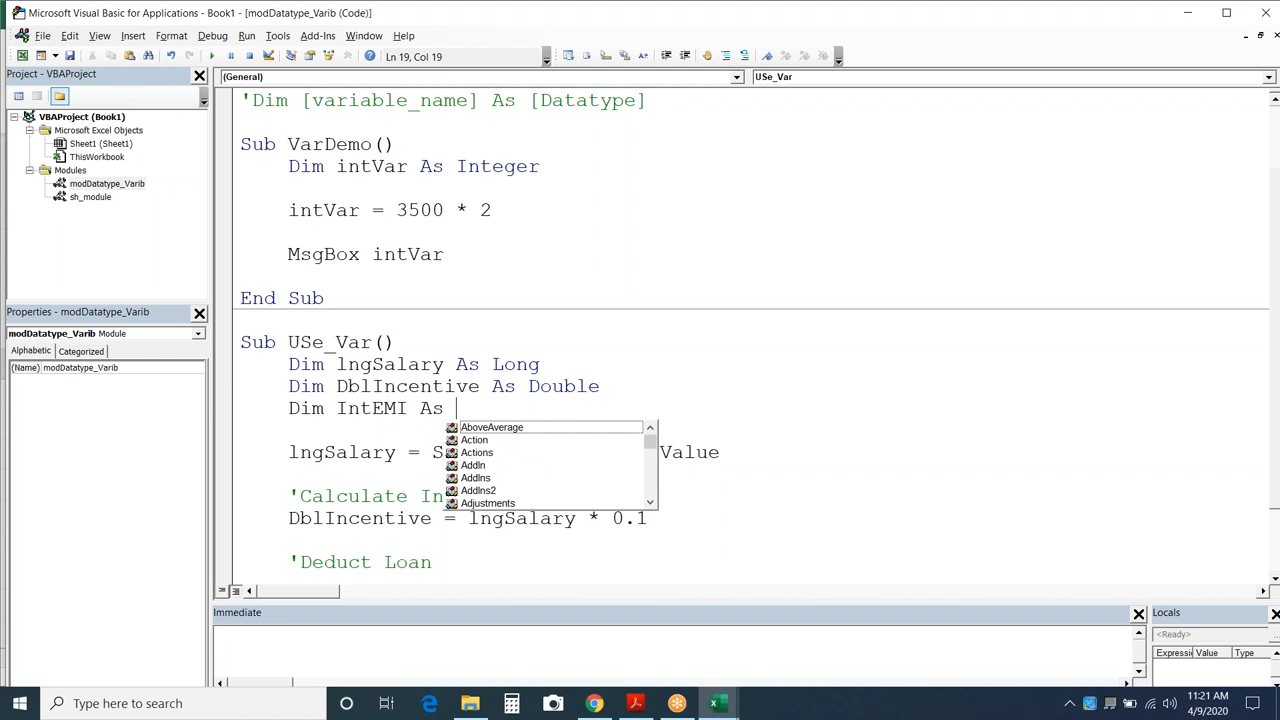 Microsoft Visual Basic for Applications - Book1 - [modDatatype_Varib (Code)]
File Edit View Insert Format Debug Run Tools Add-Ins Window Help
Ln 19, Col 19
Project - VBAProject
(General)
USe_Var
VBAProject (Book1)
Microsoft Excel Objects
Sheet1 (Sheet1)
ThisWorkbook
Modules
modDatatype_Varib
sh_module
Properties - modDatatype_Varib
modDatatype_Varib Module
Alphabetic Categorized
(Name) modDatatype_Varib
'Dim [variable_name] As [Datatype]
Sub VarDemo()
Dim intVar As Integer
intVar = 3500 * 2
MsgBox intVar
End Sub
Sub USe_Var()
Dim lngSalary As Long
Dim DblIncentive As Double
Dim IntEMI As
AboveAverage
Action
Actions
AddIn
AddIns
AddIns2
Adjustments
lngSalary = S Value
'Calculate In
DblIncentive = lngSalary * 0.1
'Deduct Loan
Immediate
Locals
<Ready>
Expressi Value Type
Type here to search
11:21 AM
4/9/2020